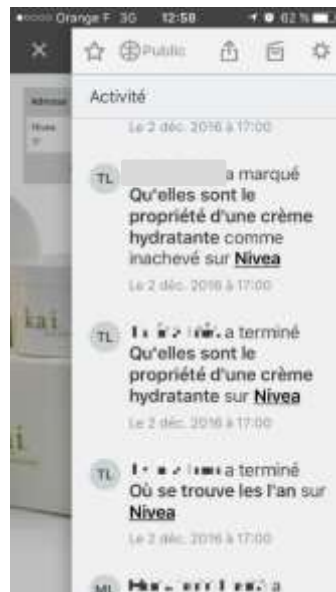 Orange F 3G 12:58 62 %
Public
Activité
Le 2 déc. 2016 à 17:00
TL a marqué
Qu'elles sont le
propriété d'une crème
hydratante comme
inachevé sur Nivea
Le 2 déc. 2016 à 17:00
TL a terminé
Qu'elles sont le
propriété d'une crème
hydratante sur Nivea
Le 2 déc. 2016 à 17:00
TL a terminé
Où se trouve les l'an sur
Nivea
Le 2 déc. 2016 à 17:00
a
kai